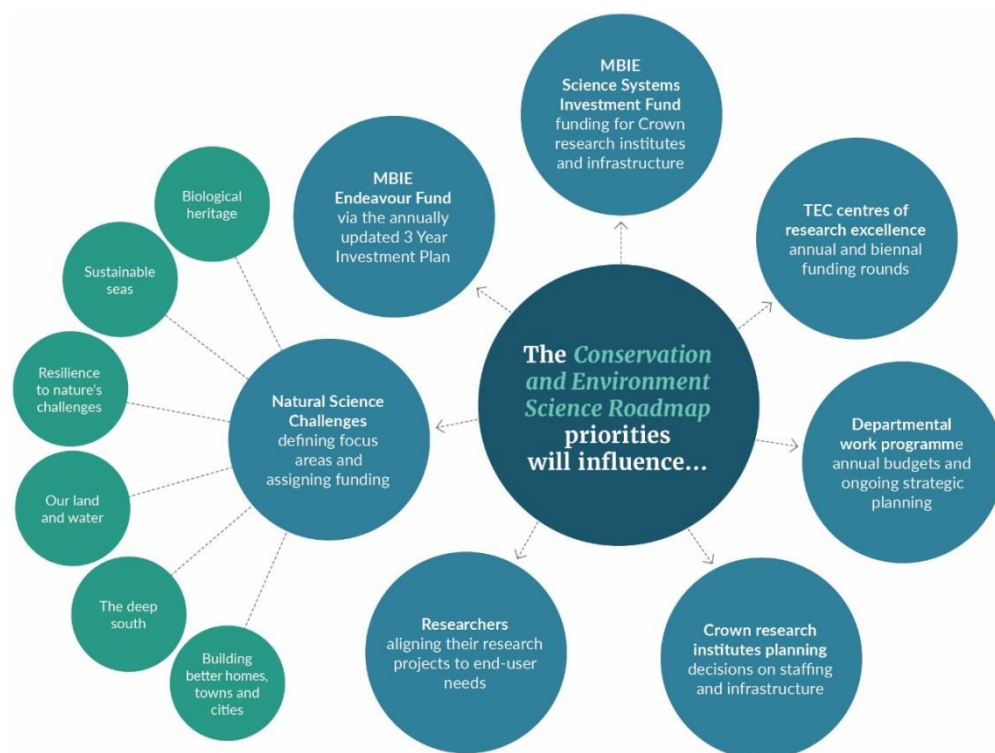 MBIE
Science Systems
Investment Fund
funding for Crown
research institutes
and infrastructure
MBIE
Endeavour Fund
via the annually
updated 3 Year
Investment Plan
TEC centres of
research excellence
annual and biennal
funding rounds
Biological
heritage
Sustainable
seas
Resilience
to nature's
challenges
Our land
and water
The deep
south
Building
better homes,
towns and
cities
Natural Science
Challenges
defining focus
areas and
assigning funding
The Conservation
and Environment
Science Roadmap
priorities
will influence...
Departmental
work programme
annual budgets and
ongoing strategic
planning
Researchers
aligning their research
projects to end-user
needs
Crown research
institutes planning
decisions on staffing
and infrastructure